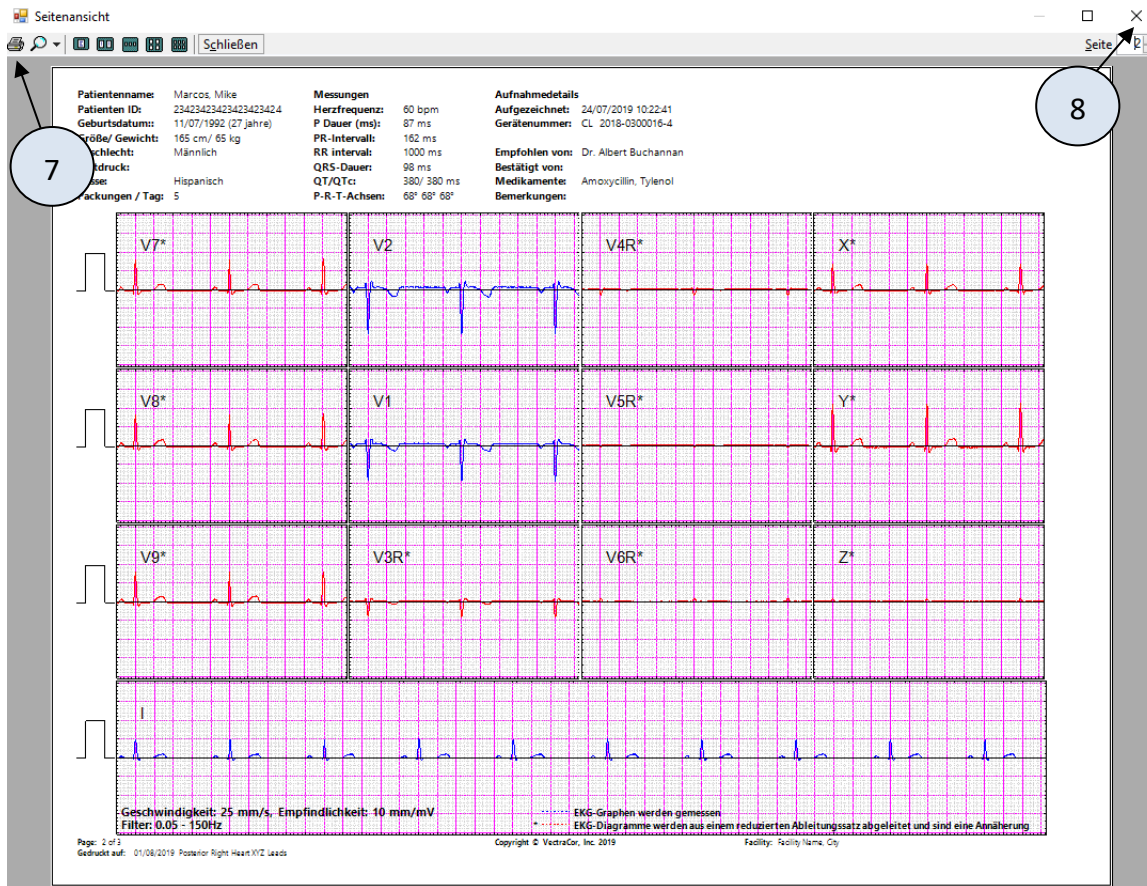 Seitenansicht
Schließen
Seite 2
8
7
Patientenname: Marcos, Mike
Patienten ID: 23423423423423423424
Geburtsdatum:: 11/07/1992 (27 jahre)
Größe/ Gewicht: 165 cm/ 65 kg
schlecht: Männlich
tdruck:
sse: Hispanisch
Packungen / Tag: 5
Messungen
Herzfrequenz: 60 bpm
P Dauer (ms): 87 ms
PR-Intervall: 162 ms
RR interval: 1000 ms
QRS-Dauer: 98 ms
QT/QTc: 380/ 380 ms
P-R-T-Achsen: 68° 68° 68°
Aufnahmedetails
Aufgezeichnet: 24/07/2019 10:22:41
Gerätenummer: CL 2018-0300016-4
Empfohlen von: Dr. Albert Buchannan
Bestätigt von:
Medikamente: Amoxycillin, Tylenol
Bemerkungen:
V7* V2 V4R* X*
V8* V1 V5R* Y*
V9* V3R* V6R* Z*
I
Geschwindigkeit: 25 mm/s, Empfindlichkeit: 10 mm/mV
Filter: 0.05 - 150Hz
EKG-Graphen werden gemessen
* EKG-Diagramme werden aus einem reduzierten Ableitungssatz abgeleitet und sind eine Annäherung
Page: 2 of 3 Copyright © VectraCor, Inc. 2019 Facility: Facility Name, City
Gedruckt auf: 01/08/2019 Posterior Right Heart XYZ Leads